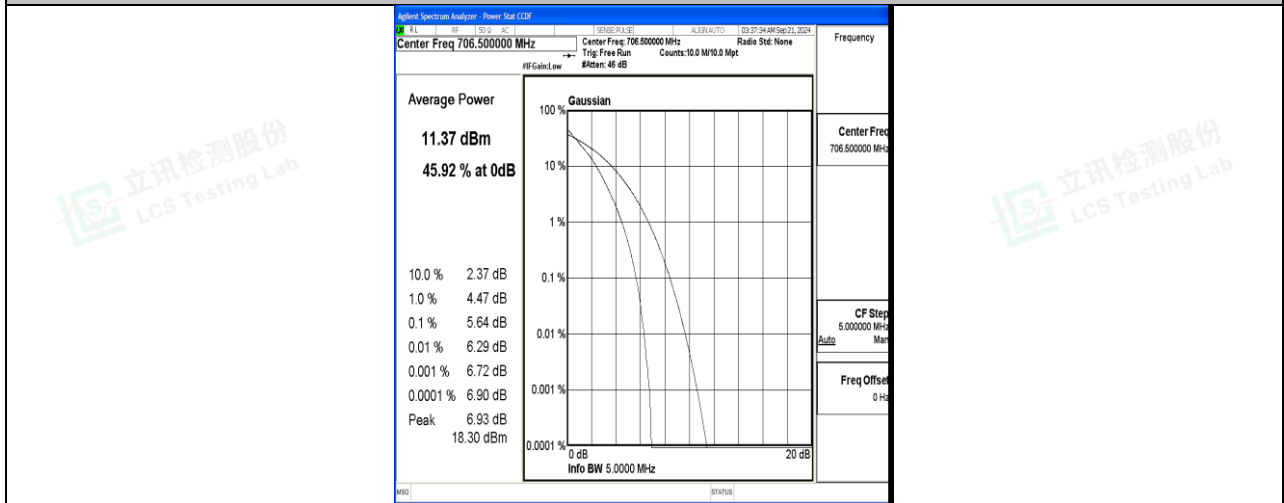 Agilent Spectrum Analyzer - Power Stat CCDF
RL RF 50 Ω AC SENSE:PULSE ALIGN AUTO 03:37:34 AM Sep 21, 2024
Center Freq 706.500000 MHz
Center Freq: 706.500000 MHz Radio Std: None
Trig: Free Run Counts:10.0 M/10.0 Mpt
#IFGain:Low #Atten: 46 dB
Frequency
Average Power
11.37 dBm
45.92 % at 0dB
10.0 % 2.37 dB
1.0 % 4.47 dB
0.1 % 5.64 dB
0.01 % 6.29 dB
0.001 % 6.72 dB
0.0001 % 6.90 dB
Peak 6.93 dB
18.30 dBm
Gaussian
100 %
10 %
1 %
0.1 %
0.01 %
0.001 %
0.0001 %
0 dB 20 dB
Info BW 5.0000 MHz
Center Freq
706.500000 MHz
CF Step
5.000000 MHz
Auto Man
Freq Offset
0 Hz
MSG STATUS
立讯检测股份
LCS Testing Lab
立讯检测股份
LCS Testing Lab